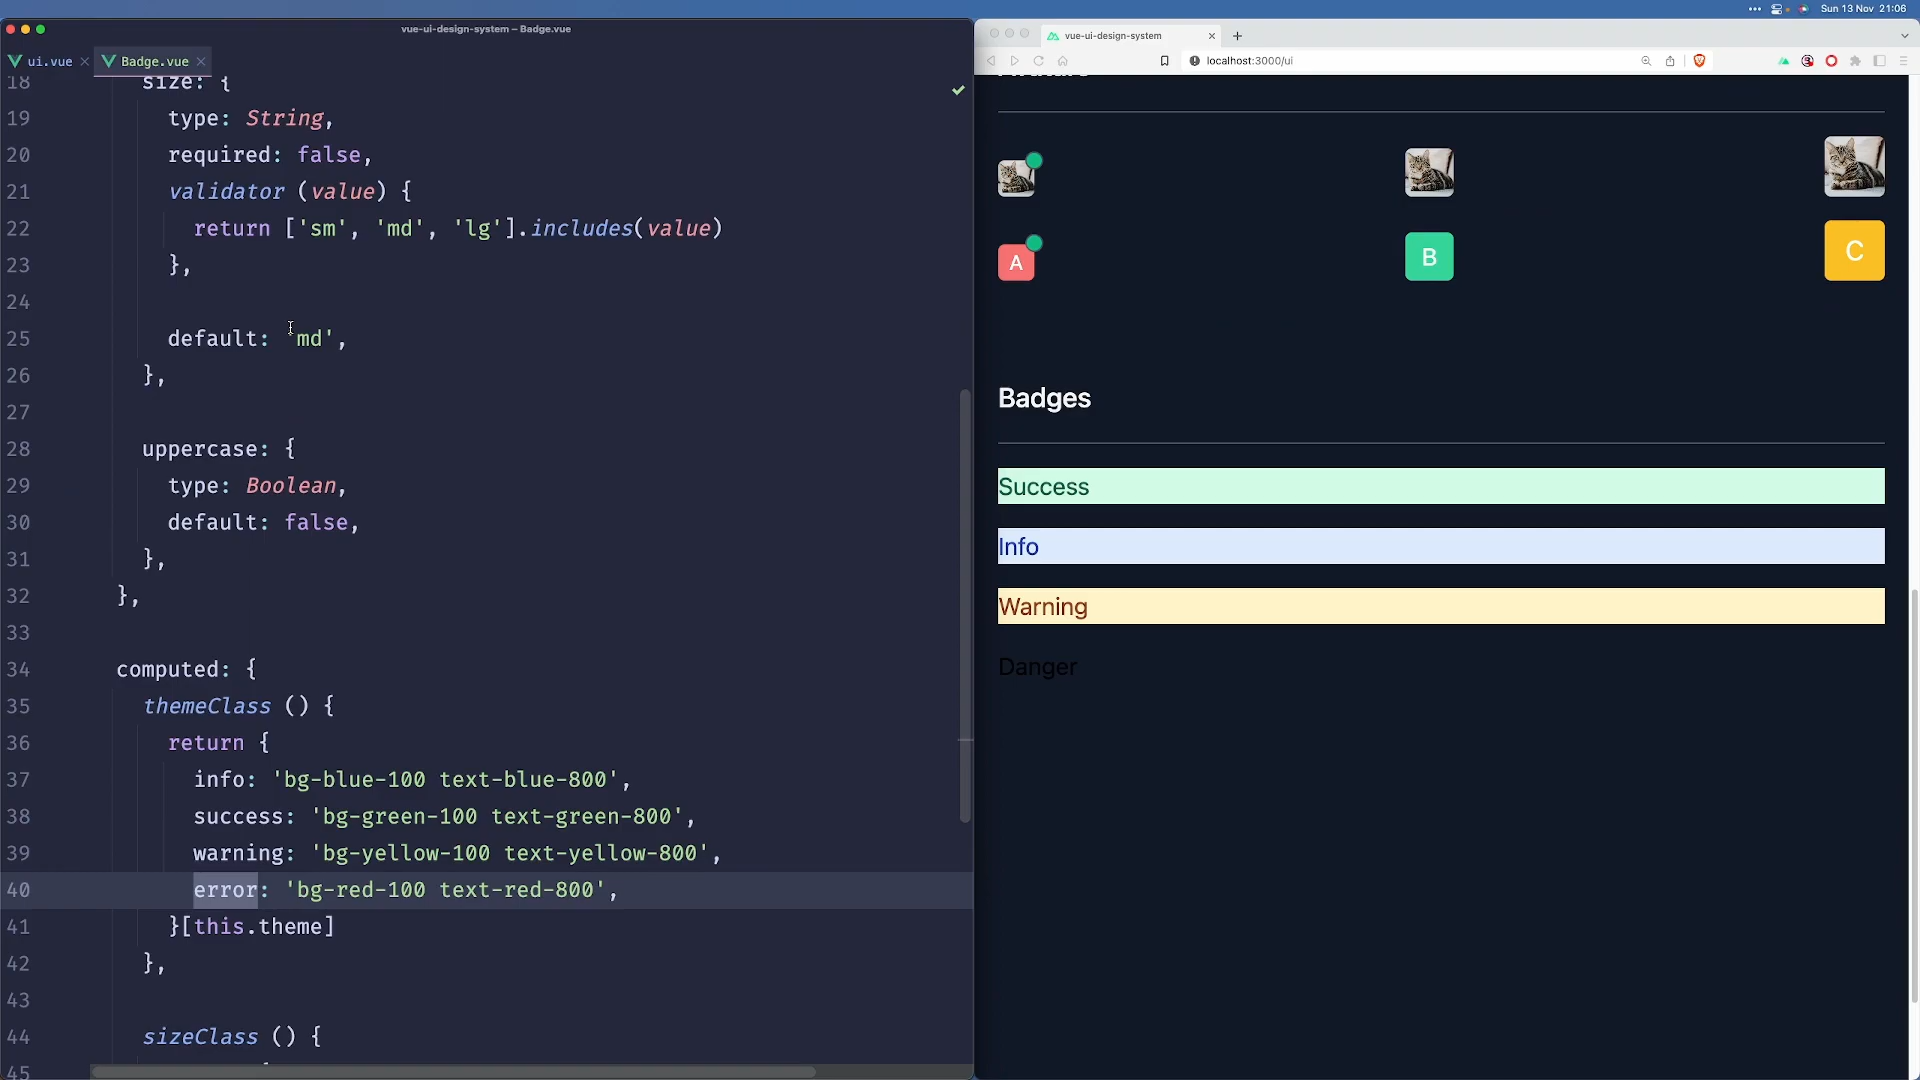 Sun 13 Nov 21:06
vue-ui-design-system – Badge.vue
ui.vue
Badge.vue
18 size: {
19 type: String,
20 required: false,
21 validator (value) {
22 return ['sm', 'md', 'lg'].includes(value)
23 },
24
25 default: 'md',
26 },
27
28 uppercase: {
29 type: Boolean,
30 default: false,
31 },
32 },
33
34 computed: {
35 themeClass () {
36 return {
37 info: 'bg-blue-100 text-blue-800',
38 success: 'bg-green-100 text-green-800',
39 warning: 'bg-yellow-100 text-yellow-800',
40 error: 'bg-red-100 text-red-800',
41 }[this.theme]
42 },
43
44 sizeClass () {
45
vue-ui-design-system
localhost:3000/ui
A
B
C
Badges
Success
Info
Warning
Danger